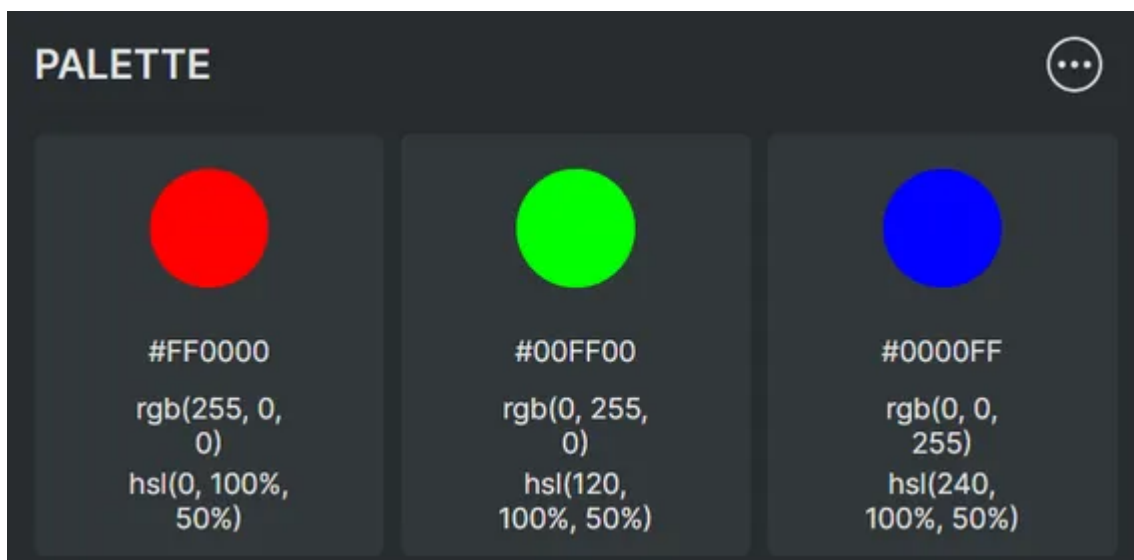 PALETTE
#FF0000
rgb(255, 0,
0)
hsl(0, 100%,
50%)
#00FF00
rgb(0, 255,
0)
hsl(120,
100%, 50%)
#0000FF
rgb(0, 0,
255)
hsl(240,
100%, 50%)